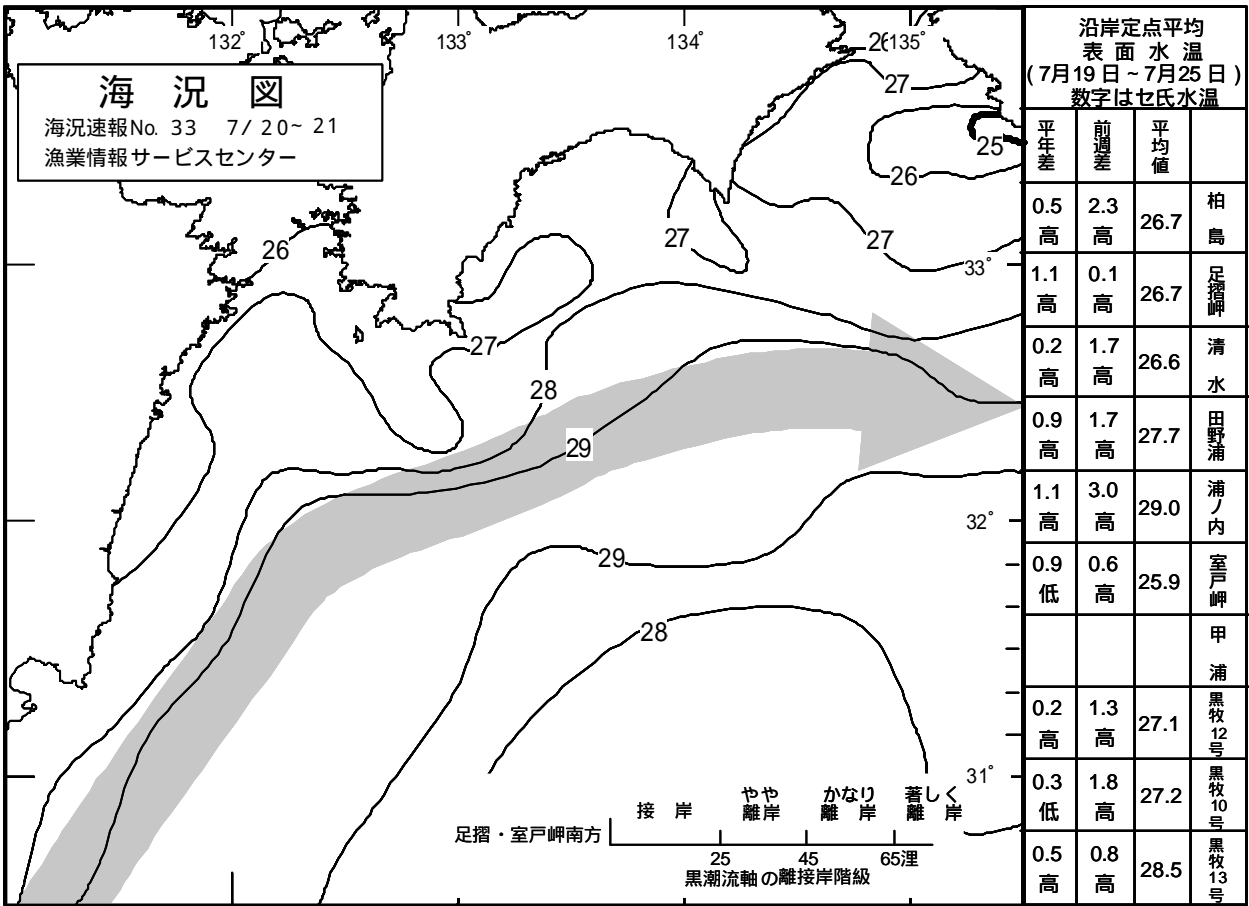 132°
133°
134°
135°
海 況 図
海況速報No. 33 7/20~21
漁業情報サービスセンター
26
27
25
26
27
27
26
33°
27
28
29
32°
29
28
31°
接 岸
やや離岸
かなり離 岸
著しく離 岸
足摺・室戸岬南方
25
45
65浬
黒潮流軸の離接岸階級
沿岸定点平均
表 面 水 温
(7月19日~7月25日)
数字はセ氏水温
平年差 前週差 平均値
0.5高 2.3高 26.7 柏島
1.1高 0.1高 26.7 足摺岬
0.2高 1.7高 26.6 清水
0.9高 1.7高 27.7 田野浦
1.1高 3.0高 29.0 浦ノ内
0.9低 0.6高 25.9 室戸岬
甲浦
0.2高 1.3高 27.1 黒牧12号
0.3低 1.8高 27.2 黒牧10号
0.5高 0.8高 28.5 黒牧13号